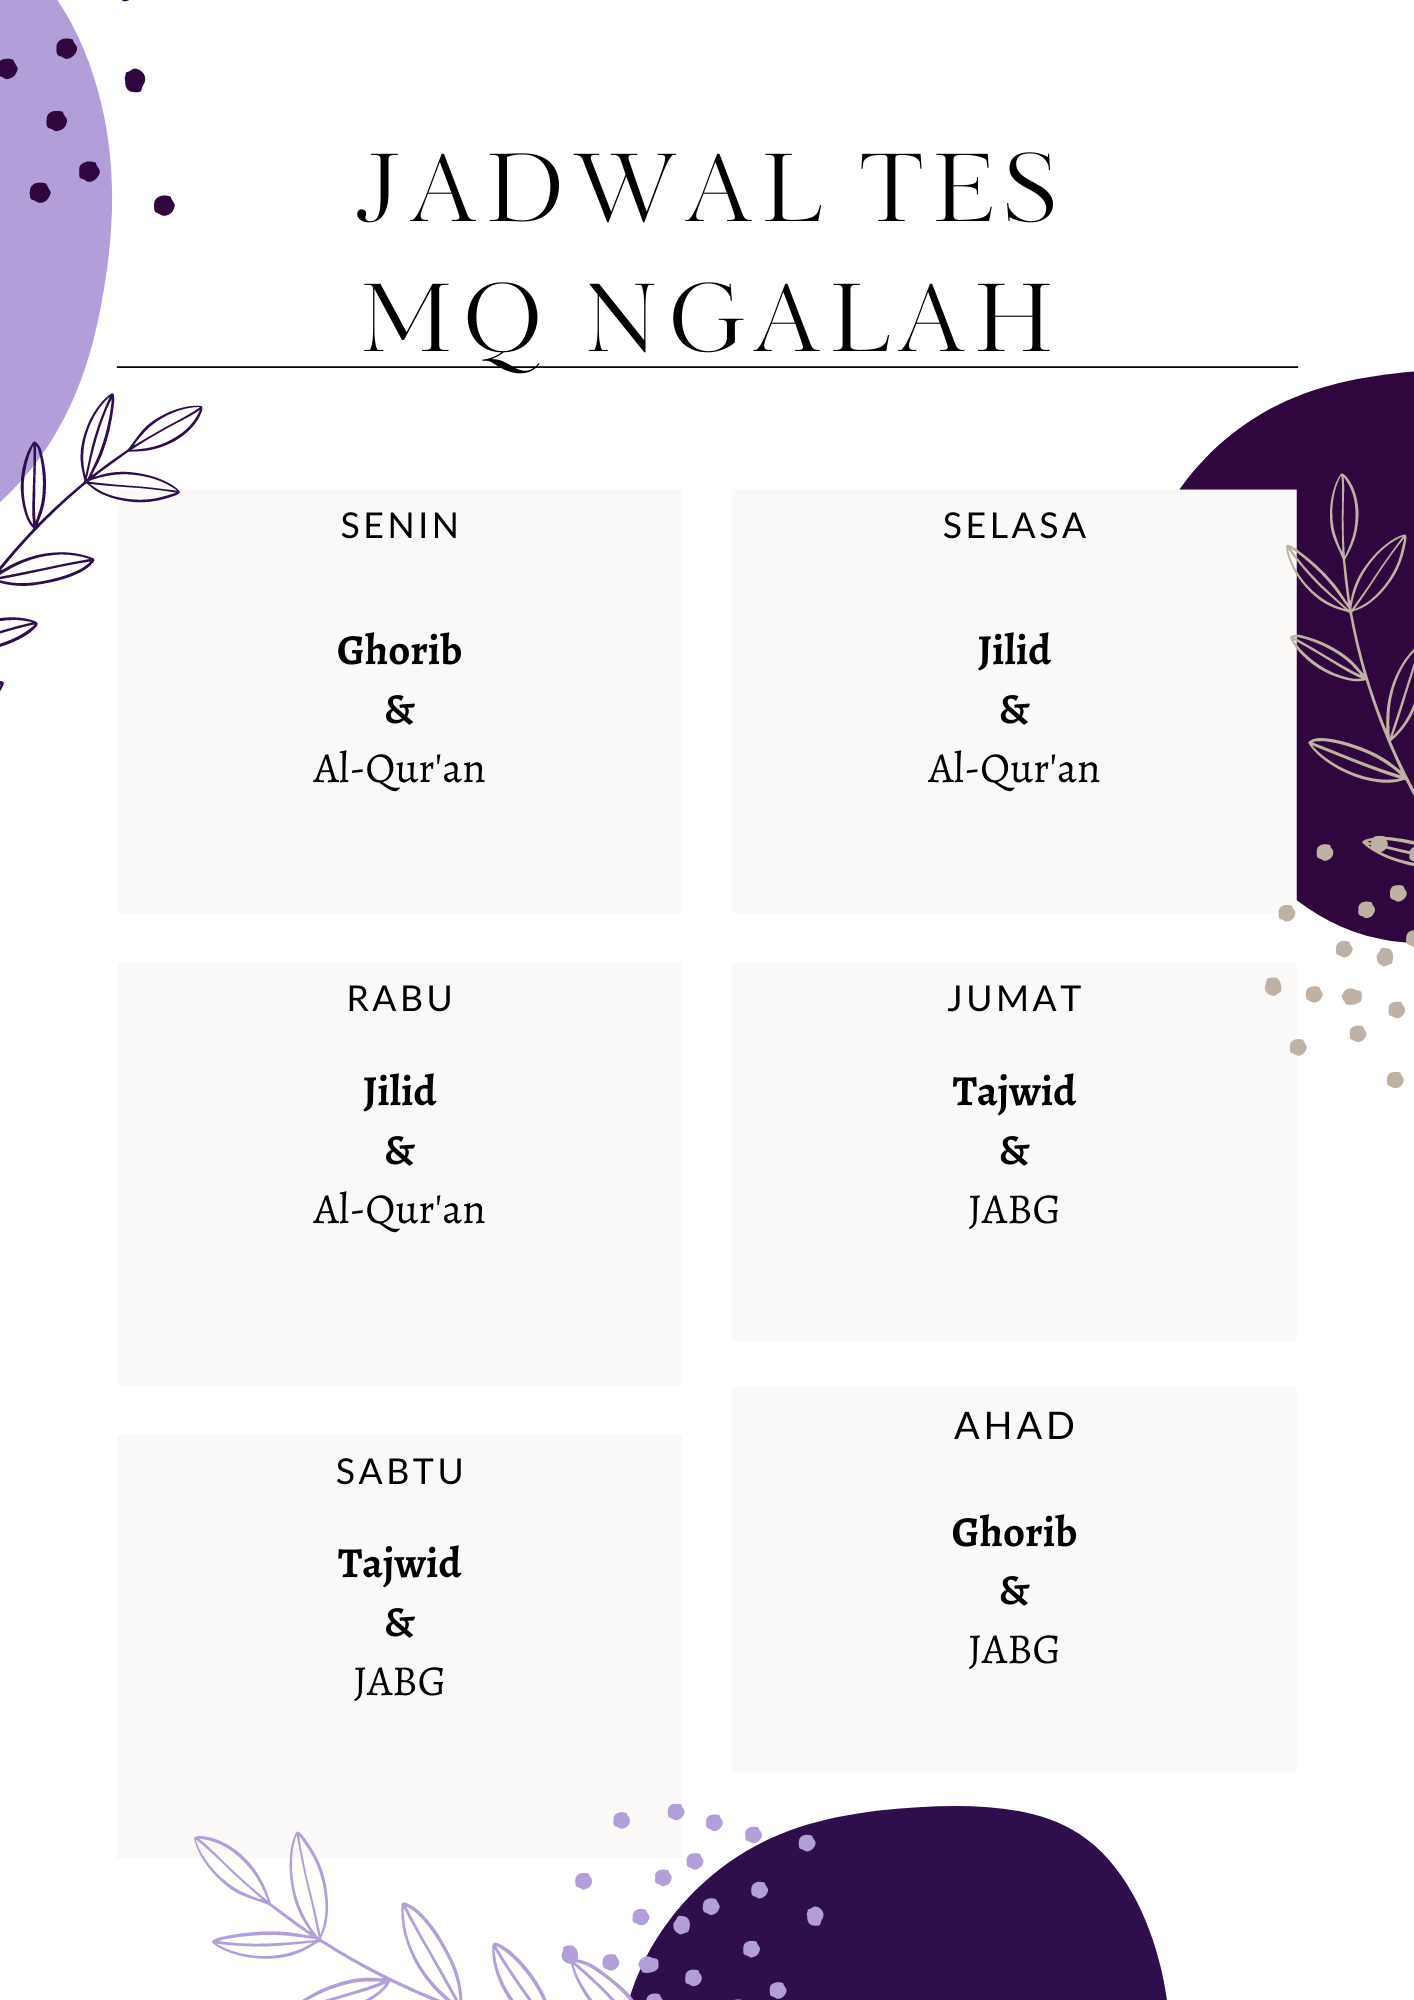 JADWAL TES
MQ NGALAH
SENIN
Ghorib
&
Al-Qur'an
SELASA
Jilid
&
Al-Qur'an
RABU
Jilid
&
Al-Qur'an
JUMAT
Tajwid
&
JABG
SABTU
Tajwid
&
JABG
AHAD
Ghorib
&
JABG